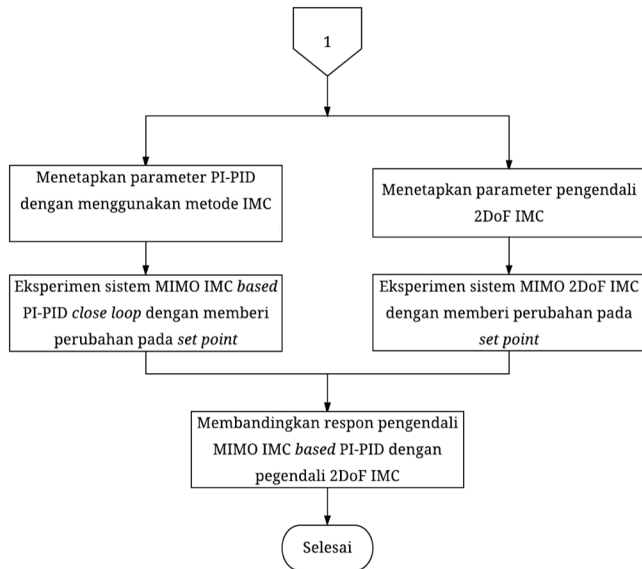 1
Menetapkan parameter PI-PID
dengan menggunakan metode IMC
Menetapkan parameter pengendali
2DoF IMC
Eksperimen sistem MIMO IMC based
PI-PID close loop dengan memberi
perubahan pada set point
Eksperimen sistem MIMO 2DoF IMC
dengan memberi perubahan pada
set point
Membandingkan respon pengendali
MIMO IMC based PI-PID dengan
pegendali 2DoF IMC
Selesai